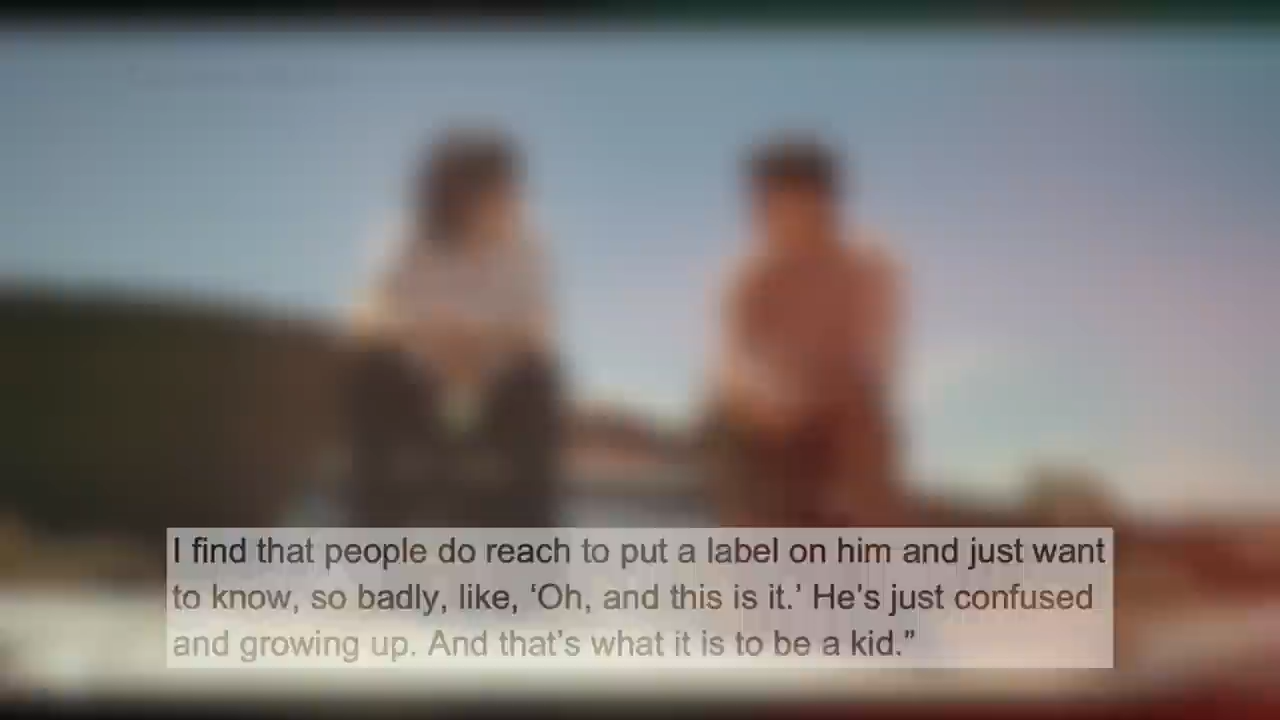 I find that people do reach to put a label on him and just want
to know, so badly, like, ‘Oh, and this is it.’ He’s just confused
and growing up. And that’s what it is to be a kid.”